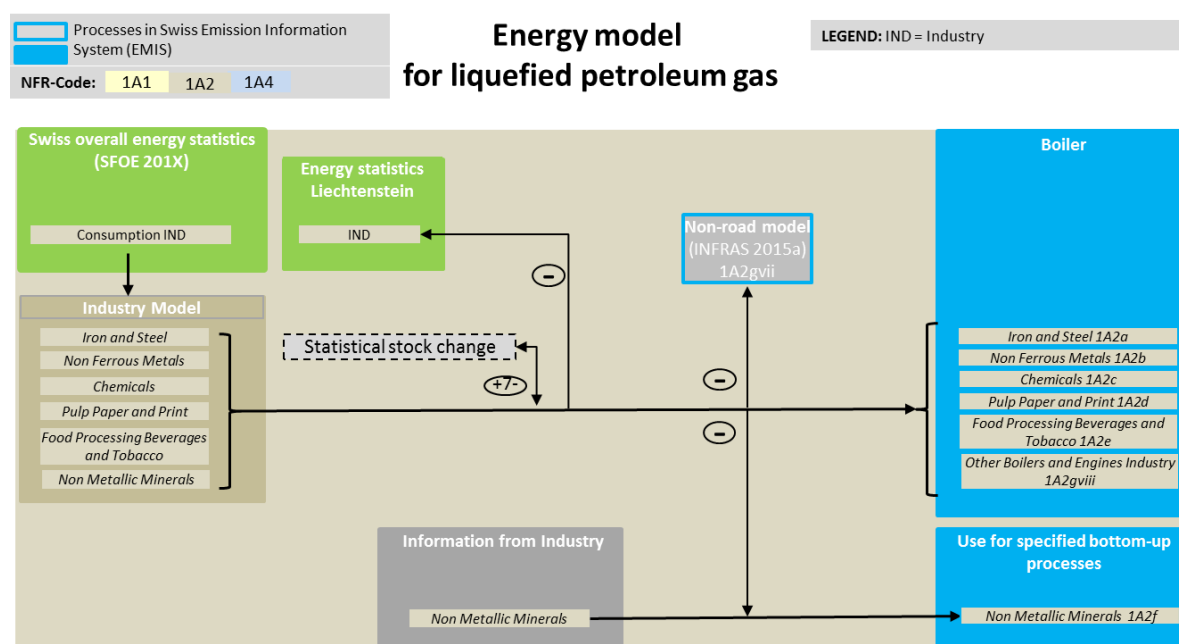 Processes in Swiss Emission Information
System (EMIS)
NFR-Code: 1A1 1A2 1A4
Energy model
for liquefied petroleum gas
LEGEND: IND = Industry
Swiss overall energy statistics
(SFOE 201X)
Consumption IND
Energy statistics
Liechtenstein
IND
Non-road model
(INFRAS 2015a)
1A2gvii
Boiler
Industry Model
Iron and Steel
Non Ferrous Metals
Chemicals
Pulp Paper and Print
Food Processing Beverages
and Tobacco
Non Metallic Minerals
Statistical stock change
-
+7-
-
-
Iron and Steel 1A2a
Non Ferrous Metals 1A2b
Chemicals 1A2c
Pulp Paper and Print 1A2d
Food Processing Beverages and
Tobacco 1A2e
Other Boilers and Engines Industry
1A2gviii
Information from Industry
Non Metallic Minerals
Use for specified bottom-up
processes
Non Metallic Minerals 1A2f